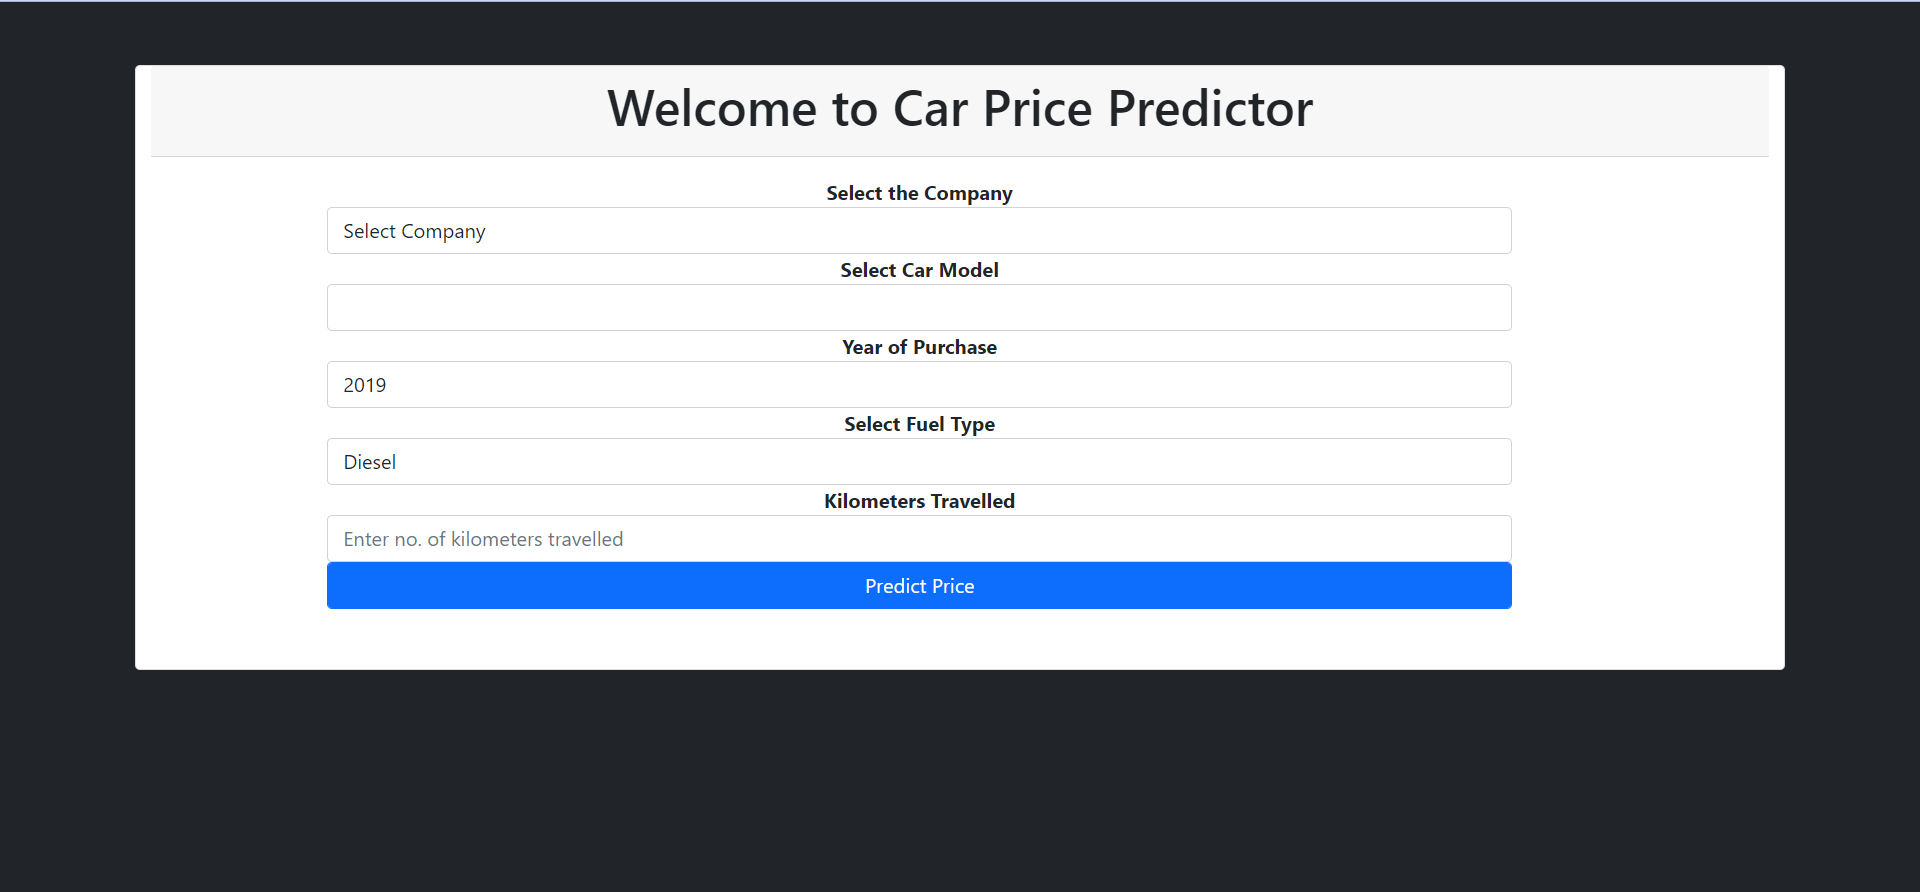 Welcome to Car Price Predictor
Select the Company
Select Company
Select Car Model
Year of Purchase
2019
Select Fuel Type
Diesel
Kilometers Travelled
Enter no. of kilometers travelled
Predict Price